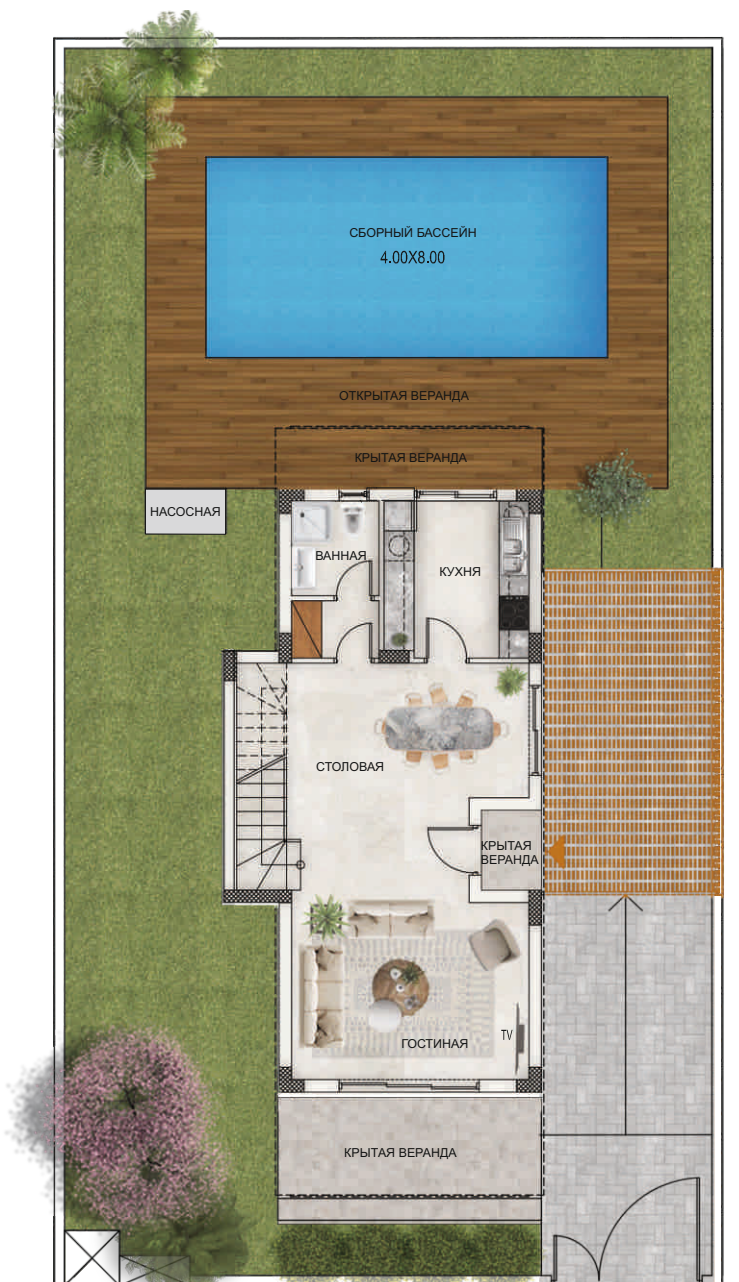 СБОРНЫЙ БАССЕЙН
4.00X8.00
ОТКРЫТАЯ ВЕРАНДА
КРЫТАЯ ВЕРАНДА
НАСОСНАЯ
ВАННАЯ
КУХНЯ
СТОЛОВАЯ
КРЫТАЯ
ВЕРАНДА
TV
ГОСТИНАЯ
КРЫТАЯ ВЕРАНДА